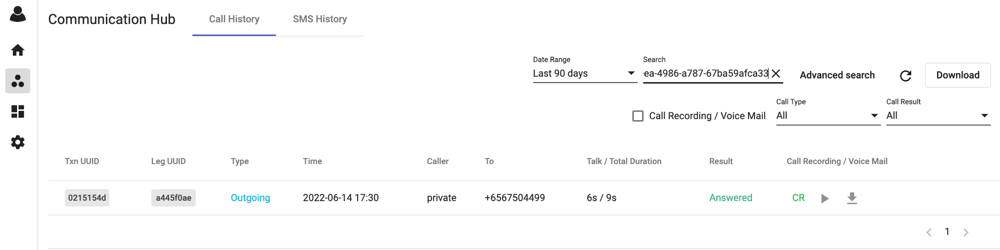 Communication Hub
Call History
SMS History
Date Range
Last 90 days
Search
ea-4986-a787-67ba59afca33
Advanced search
Download
Call Recording / Voice Mail
Call Type
All
Call Result
All
Txn UUID Leg UUID Type Time Caller To Talk / Total Duration Result Call Recording / Voice Mail
0215154d a445f0ae Outgoing 2022-06-14 17:30 private +6567504499 6s / 9s Answered CR
1